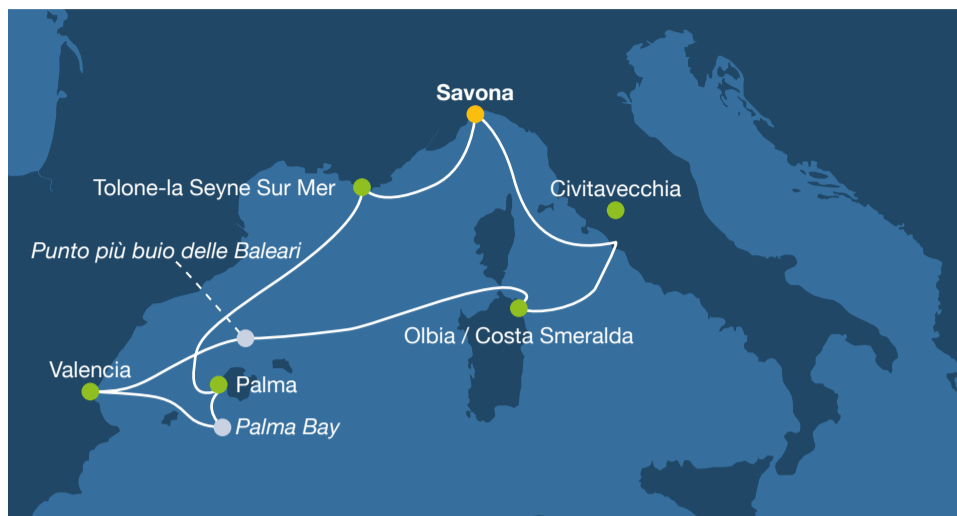 Savona
Tolone-la Seyne Sur Mer
Civitavecchia
Punto più buio delle Baleari
Olbia / Costa Smeralda
Valencia
Palma
Palma Bay